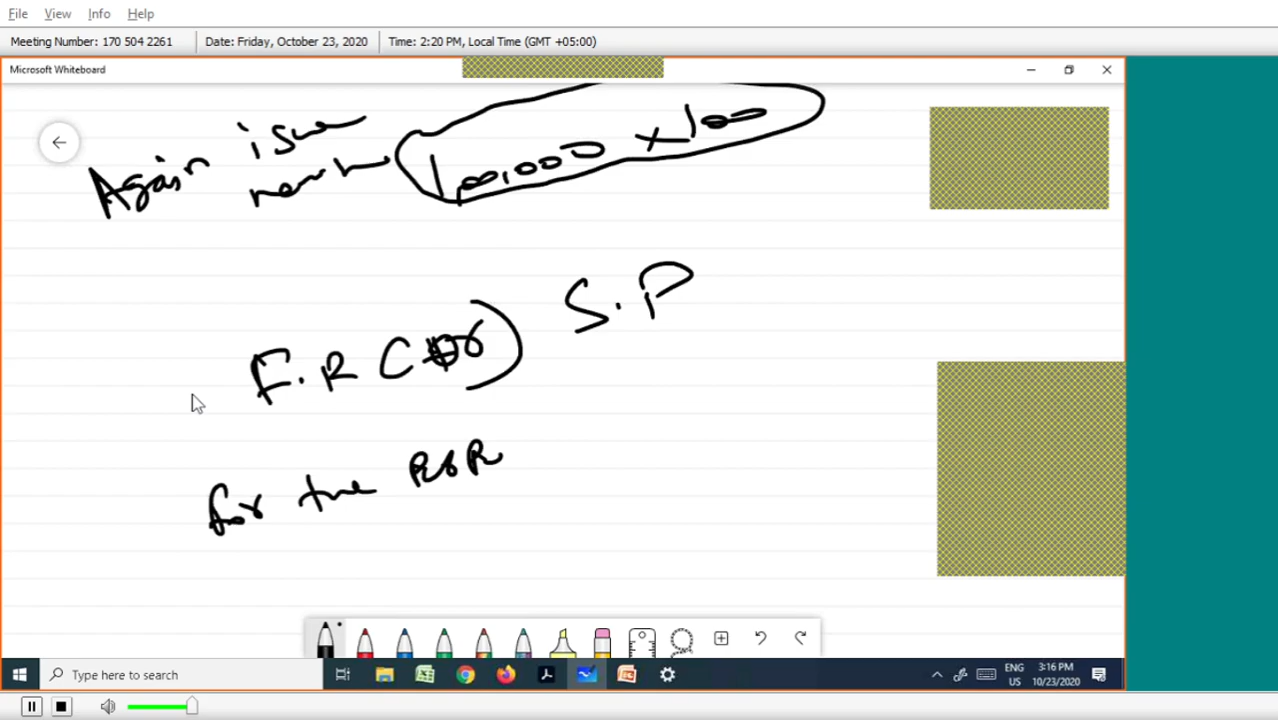 File View Info Help
Meeting Number: 170 504 2261 Date: Friday, October 23, 2020 Time: 2:20 PM, Local Time (GMT +05:00)
Microsoft Whiteboard
Again issue
100,000 x 100
F.R C S.P
for the
Type here to search
ENG
US
3:16 PM
10/23/2020